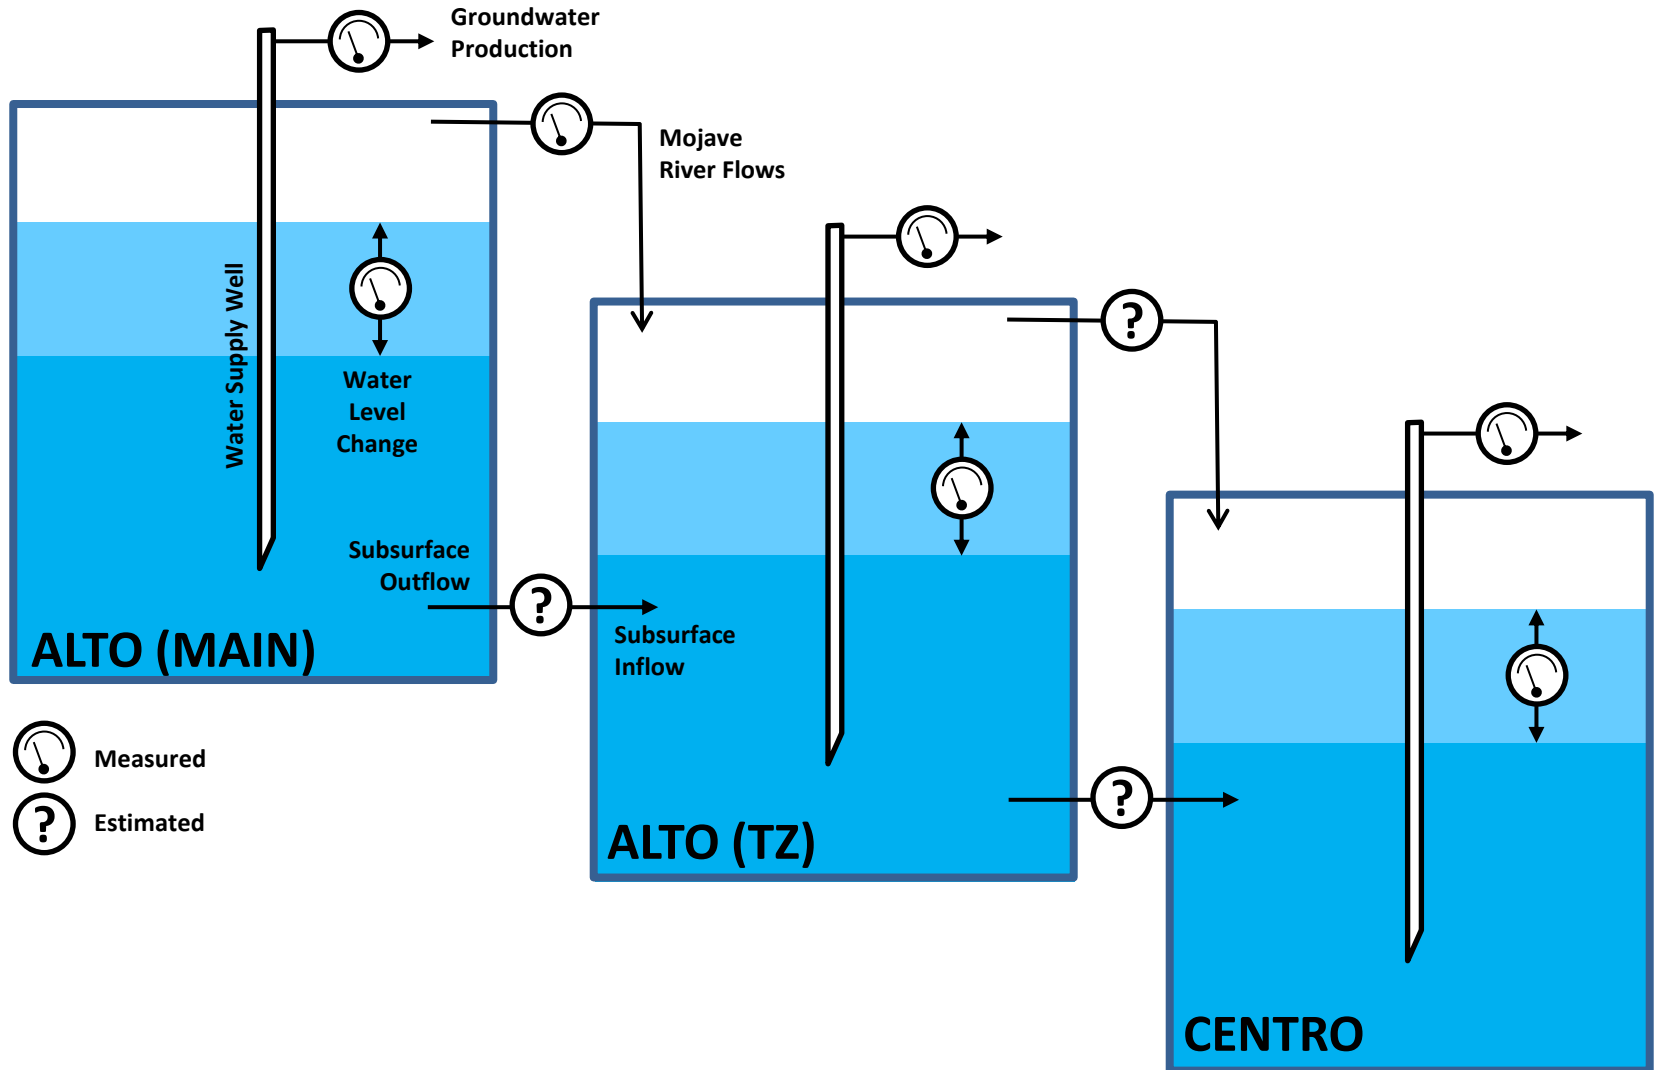 Groundwater
Production
Mojave
River Flows
Water Supply Well
Water
Level
Change
Subsurface
Outflow
?
Subsurface
Inflow
ALTO (MAIN)
?
?
ALTO (TZ)
CENTRO
Measured
?
Estimated